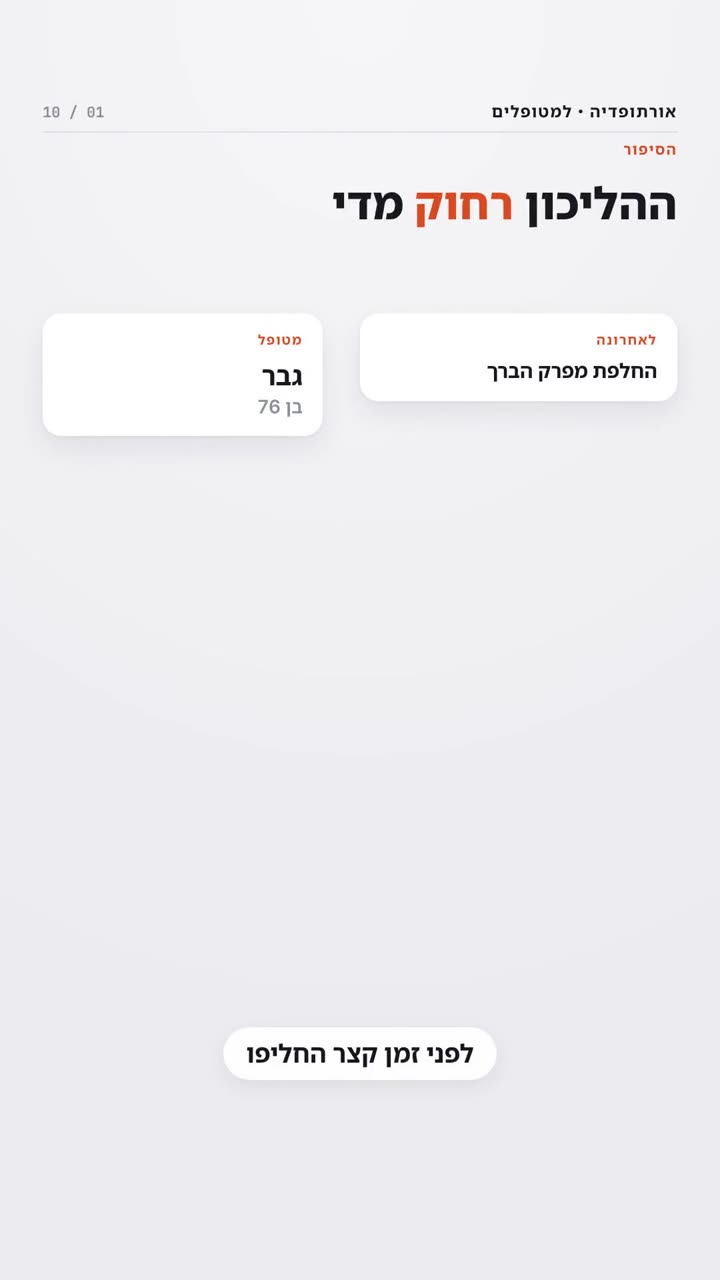 אורתופדיה · למטופלים
01 / 10
הסיפור
ההליכון רחוק מדי
לאחרונה
החלפת מפרק הברך
מטופל
גבר
בן 76
לפני זמן קצר החליפו